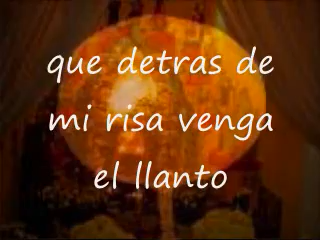 que detras de
mi risa venga
el llanto